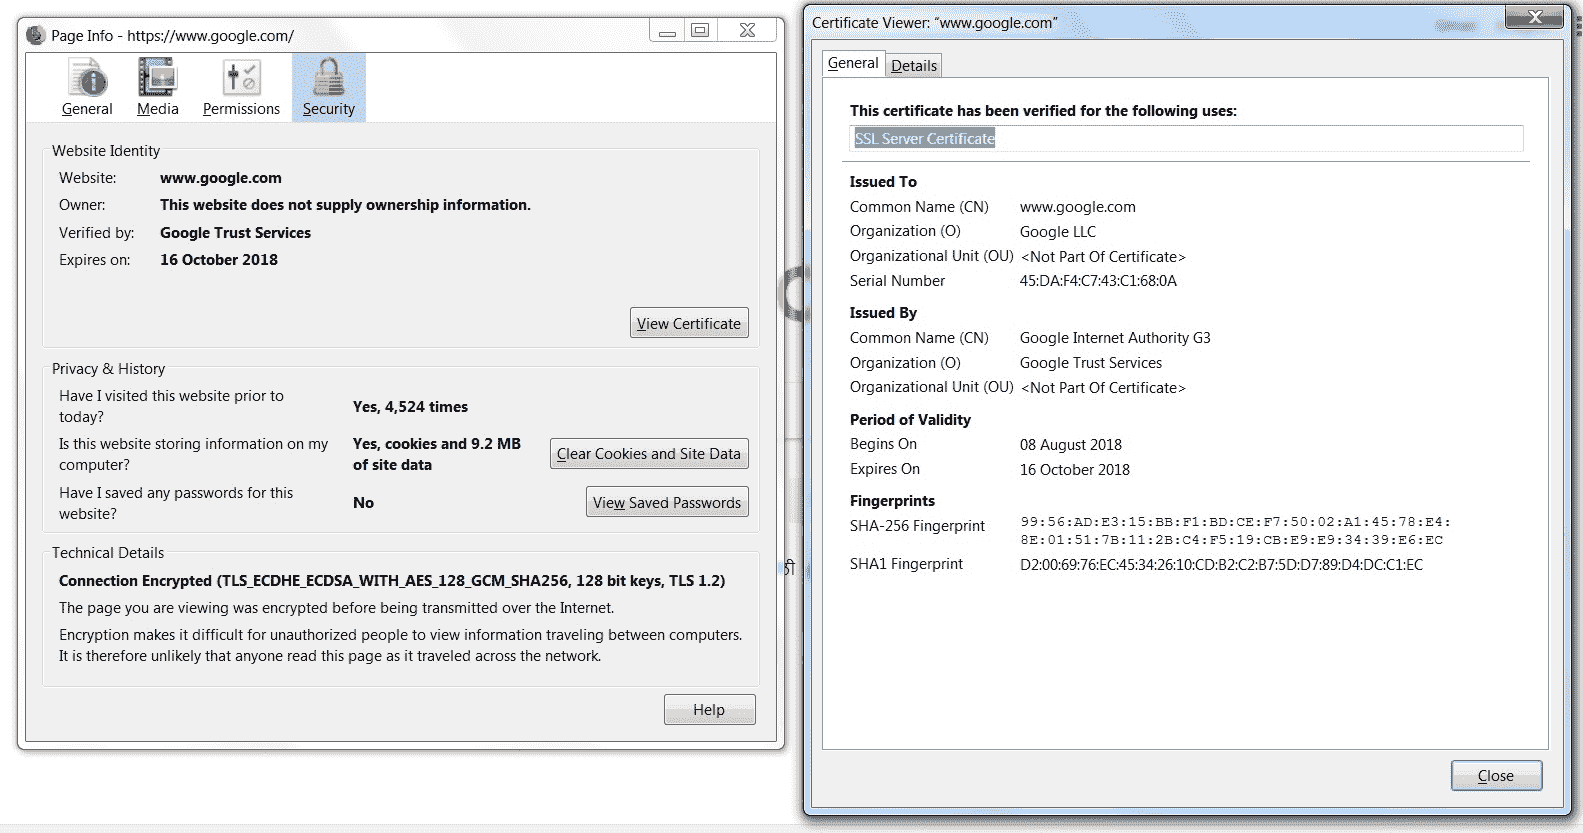 Page Info - https://www.google.com/
General Media Permissions Security
Website Identity
Website: www.google.com
Owner: This website does not supply ownership information.
Verified by: Google Trust Services
Expires on: 16 October 2018
View Certificate
Privacy & History
Have I visited this website prior to
today?
Yes, 4,524 times
Is this website storing information on my
computer?
Yes, cookies and 9.2 MB
of site data
Clear Cookies and Site Data
Have I saved any passwords for this
website?
No
View Saved Passwords
Technical Details
Connection Encrypted (TLS_ECDHE_ECDSA_WITH_AES_128_GCM_SHA256, 128 bit keys, TLS 1.2)
The page you are viewing was encrypted before being transmitted over the Internet.
Encryption makes it difficult for unauthorized people to view information traveling between computers.
It is therefore unlikely that anyone read this page as it traveled across the network.
Help
Certificate Viewer: "www.google.com"
General Details
This certificate has been verified for the following uses:
SSL Server Certificate
Issued To
Common Name (CN) www.google.com
Organization (O) Google LLC
Organizational Unit (OU) <Not Part Of Certificate>
Serial Number 45:DA:F4:C7:43:C1:68:0A
Issued By
Common Name (CN) Google Internet Authority G3
Organization (O) Google Trust Services
Organizational Unit (OU) <Not Part Of Certificate>
Period of Validity
Begins On 08 August 2018
Expires On 16 October 2018
Fingerprints
SHA-256 Fingerprint 99:56:AD:E3:15:BB:F1:BD:CE:F7:50:02:A1:45:78:E4:
8E:01:51:7B:11:2B:C4:F5:19:CB:E9:E9:34:39:E6:EC
SHA1 Fingerprint D2:00:69:76:EC:45:34:26:10:CD:B2:C2:B7:5D:D7:89:D4:DC:C1:EC
Close